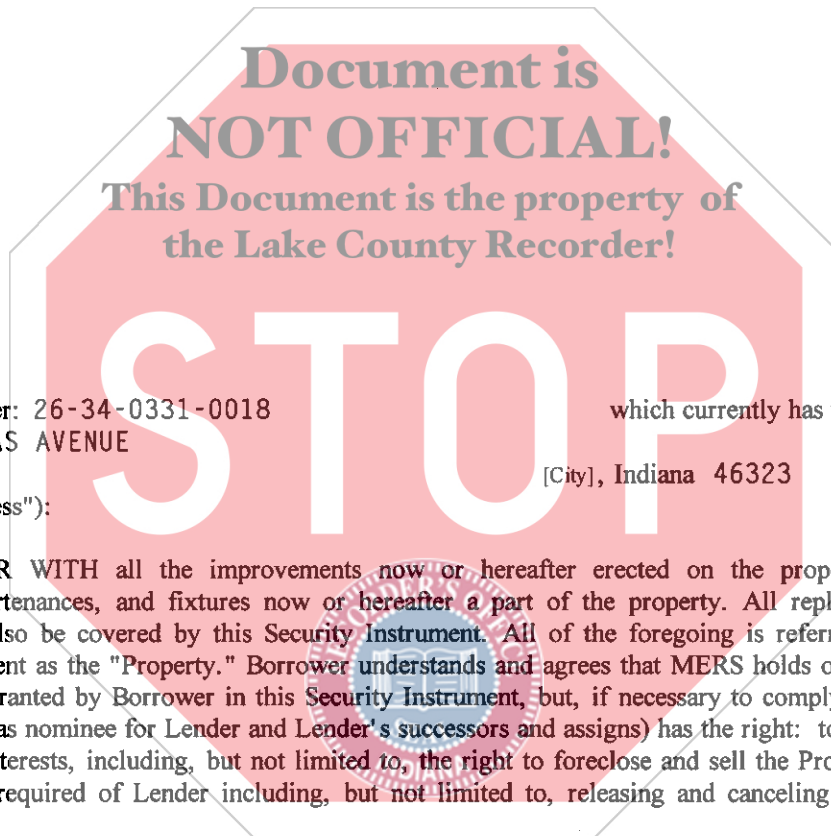 Document is
NOT OFFICIAL!
This Document is the property of
the Lake County Recorder!
STOP
er: 26-34-0331-0018 which currently has
AS AVENUE
[City], Indiana 46323
ess"):
R WITH all the improvements now or hereafter erected on the prop
rtenances, and fixtures now or hereafter a part of the property. All repl
lso be covered by this Security Instrument. All of the foregoing is referr
ent as the "Property." Borrower understands and agrees that MERS holds o
ranted by Borrower in this Security Instrument, but, if necessary to comply
as nominee for Lender and Lender's successors and assigns) has the right: to
terests, including, but not limited to, the right to foreclose and sell the Pro
required of Lender including, but not limited to, releasing and canceling
RECORDER'S OFFIC